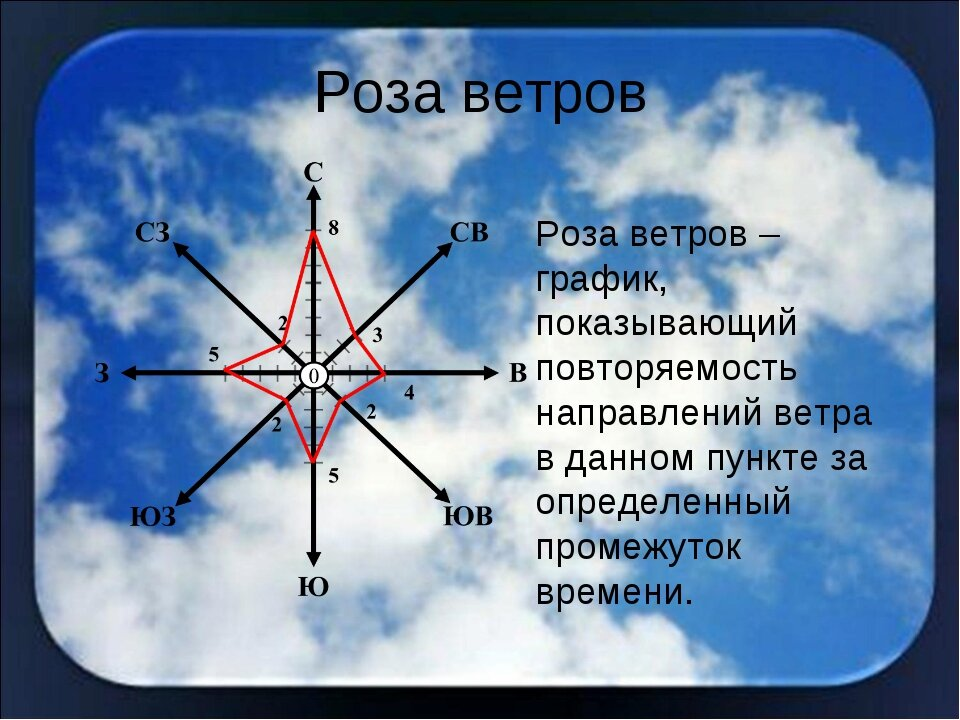 Роза ветров
С
СЗ
8
СВ
2
3
5
З
0
В
4
2
2
5
ЮЗ
ЮВ
Ю
Роза ветров –
график,
показывающий
повторяемость
направлений ветра
в данном пункте за
определенный
промежуток
времени.